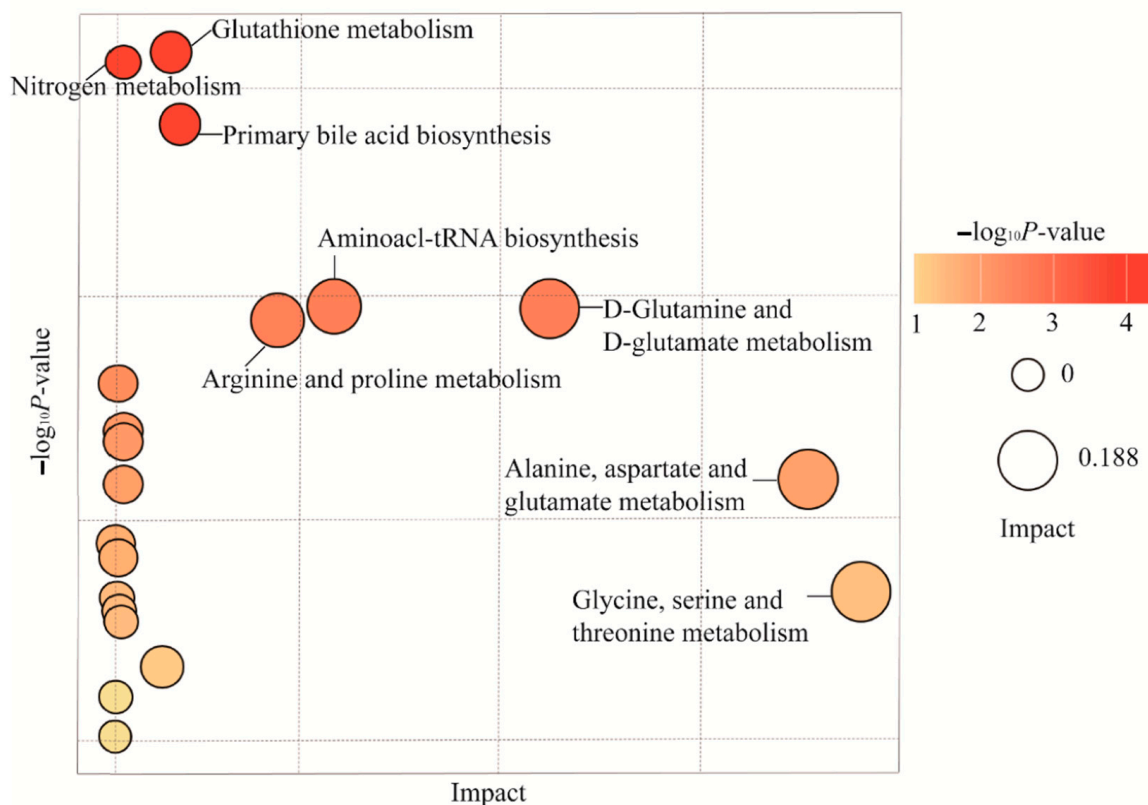 Glutathione metabolism
Nitrogen metabolism
Primary bile acid biosynthesis
Aminoacl-tRNA biosynthesis
D-Glutamine and
D-glutamate metabolism
Arginine and proline metabolism
Alanine, aspartate and
glutamate metabolism
Glycine, serine and
threonine metabolism
−log₁₀P-value
Impact
−log₁₀P-value
1 2 3 4
0
0.188
Impact